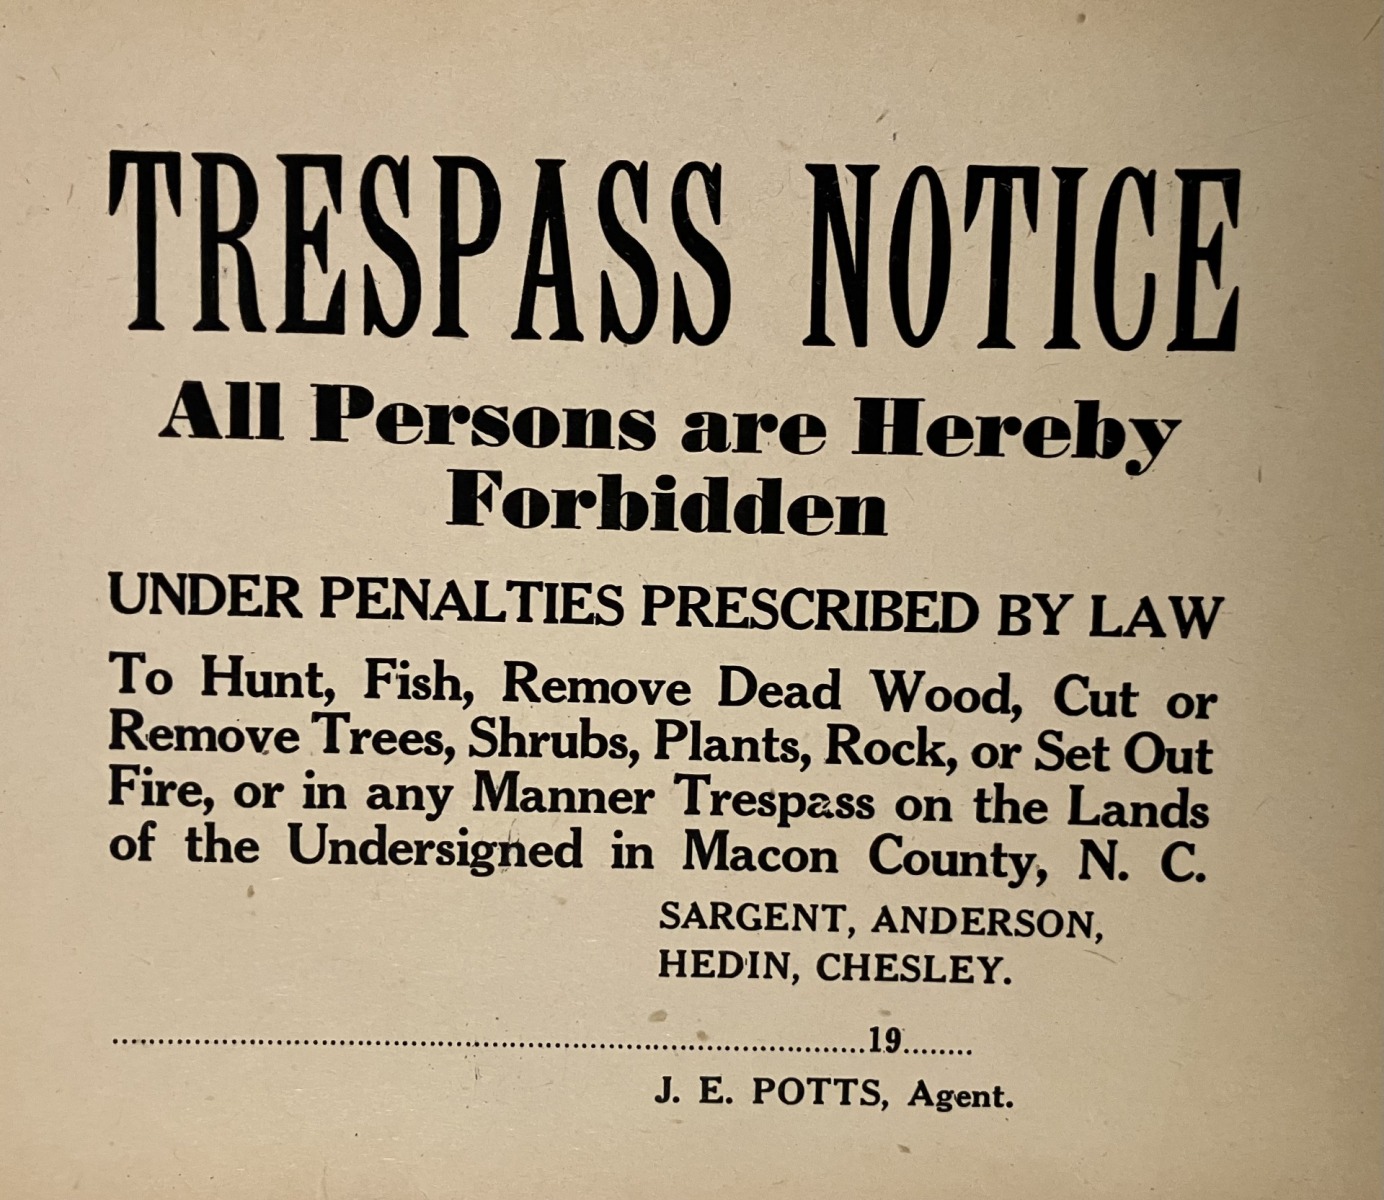 TRESPASS NOTICE
All Persons are Hereby
Forbidden
UNDER PENALTIES PRESCRIBED BY LAW
To Hunt, Fish, Remove Dead Wood, Cut or
Remove Trees, Shrubs, Plants, Rock, or Set Out
Fire, or in any Manner Trespass on the Lands
of the Undersigned in Macon County, N. C.
SARGENT, ANDERSON,
HEDIN, CHESLEY.
....................................................................................19........
J. E. POTTS, Agent.